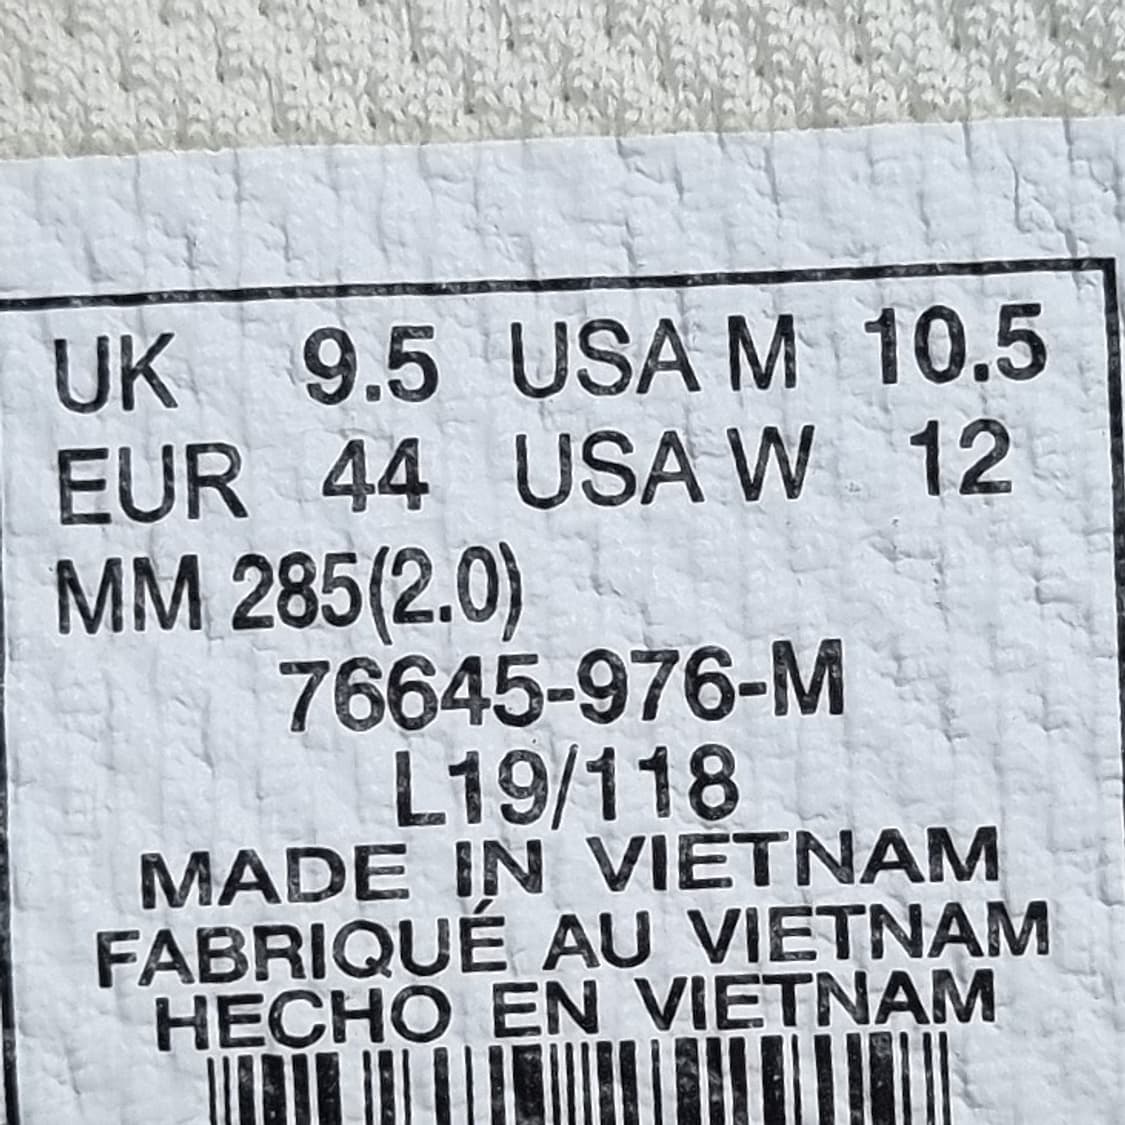 UK 9.5 USA M 10.5
EUR 44 USA W 12
MM 285(2.0)
76645-976-M
L19/118
MADE IN VIETNAM
FABRIQUÉ AU VIETNAM
HECHO EN VIETNAM